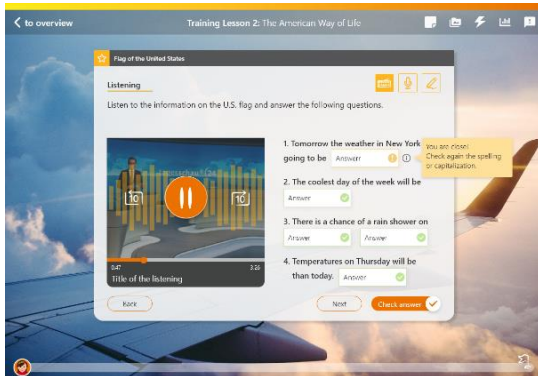 to overview
Training Lesson 2: The American Way of Life
Flag of the United States
Listening
Listen to the information on the U.S. flag and answer the following questions.
1. Tomorrow the weather in New York
going to be Answerr
You are close!
Check again the spelling
or capitalization.
2. The coolest day of the week will be
Answer
3. There is a chance of a rain shower on
Answer Answer
4. Temperatures on Thursday will be
than today. Answer
10 10
0:47 3:26
Title of the listening
Back Next Check answer